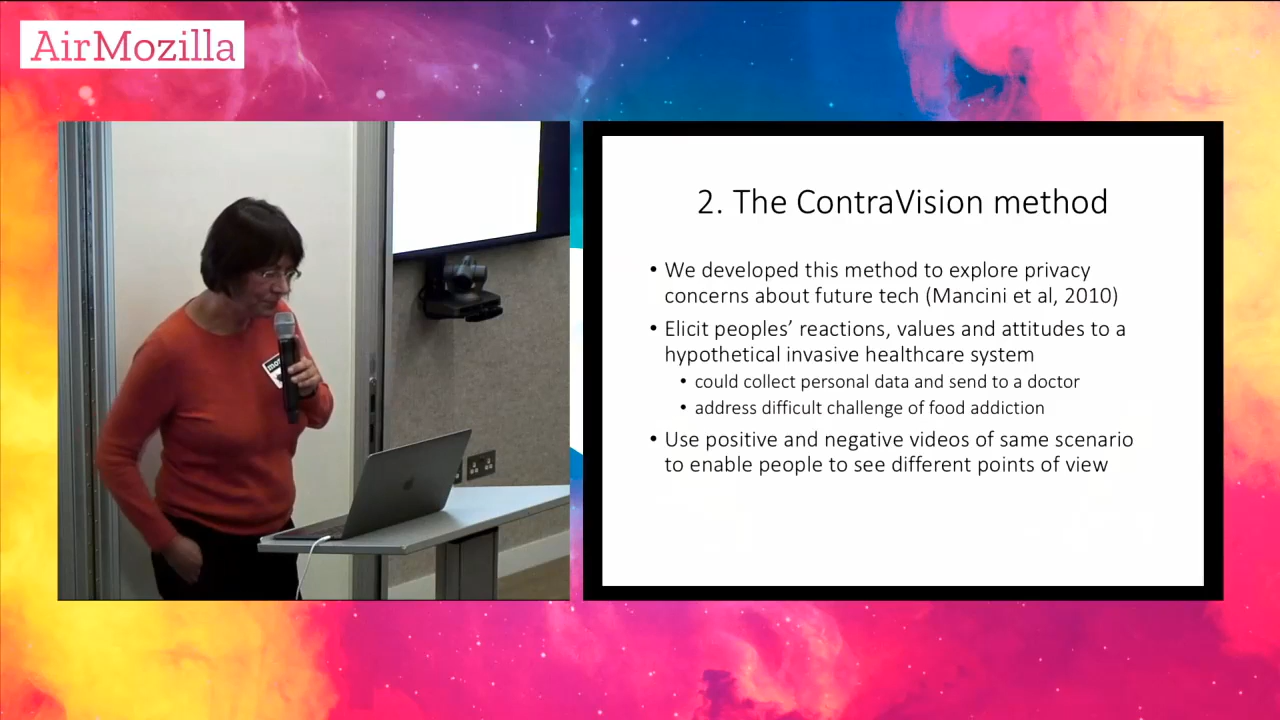 AirMozilla
2. The ContraVision method
• We developed this method to explore privacy
concerns about future tech (Mancini et al, 2010)
• Elicit peoples’ reactions, values and attitudes to a
hypothetical invasive healthcare system
• could collect personal data and send to a doctor
• address difficult challenge of food addiction
• Use positive and negative videos of same scenario
to enable people to see different points of view